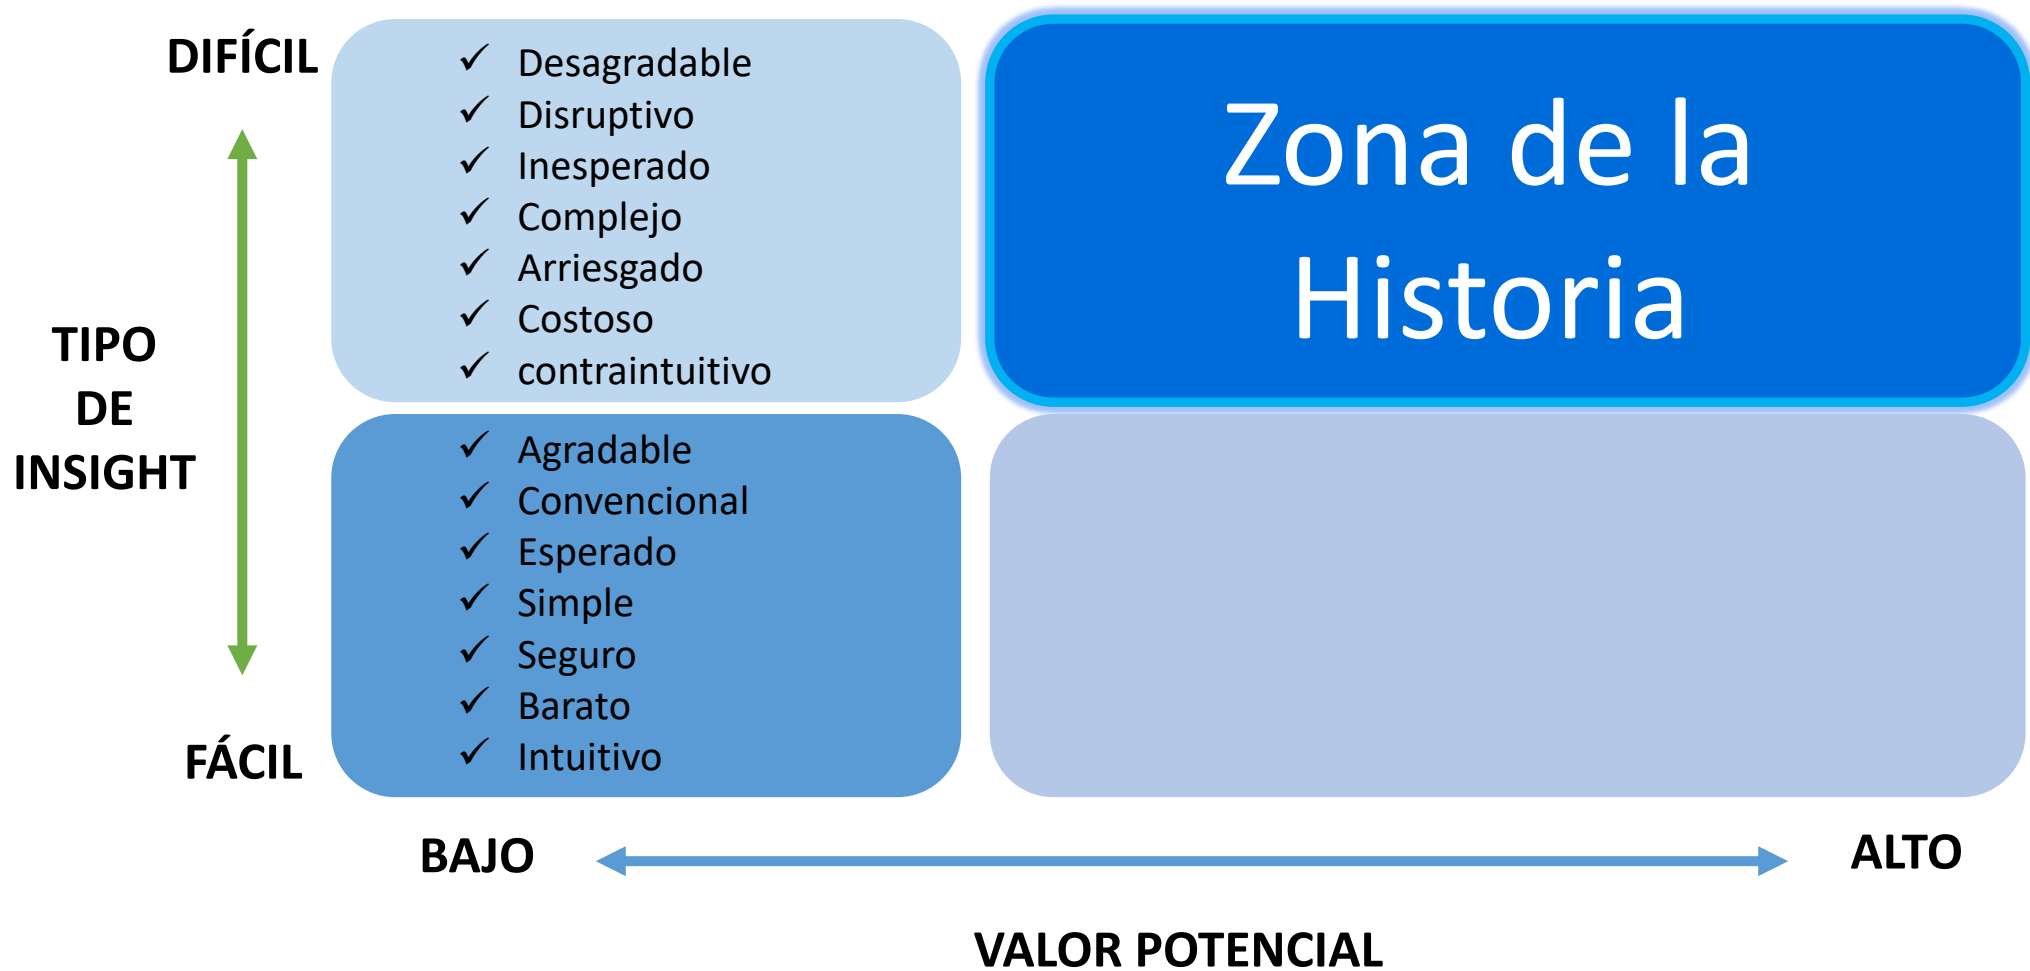 DIFÍCIL
TIPO
DE
INSIGHT
FÁCIL
Desagradable
Disruptivo
Inesperado
Complejo
Arriesgado
Costoso
contraintuitivo
Zona de la
Historia
Agradable
Convencional
Esperado
Simple
Seguro
Barato
Intuitivo
BAJO
ALTO
VALOR POTENCIAL